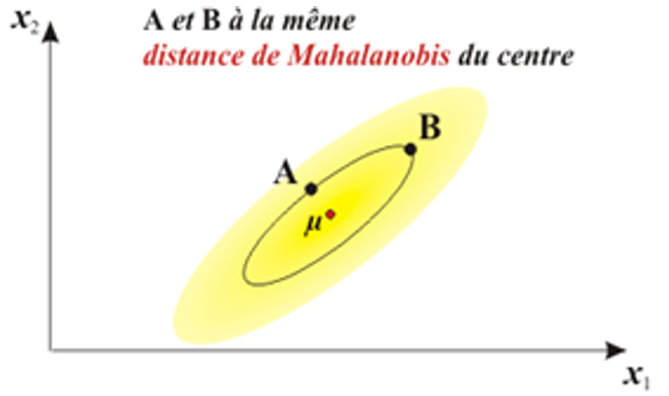 x₂
A et B à la même
distance de Mahalanobis du centre
B
A
μ
x₁